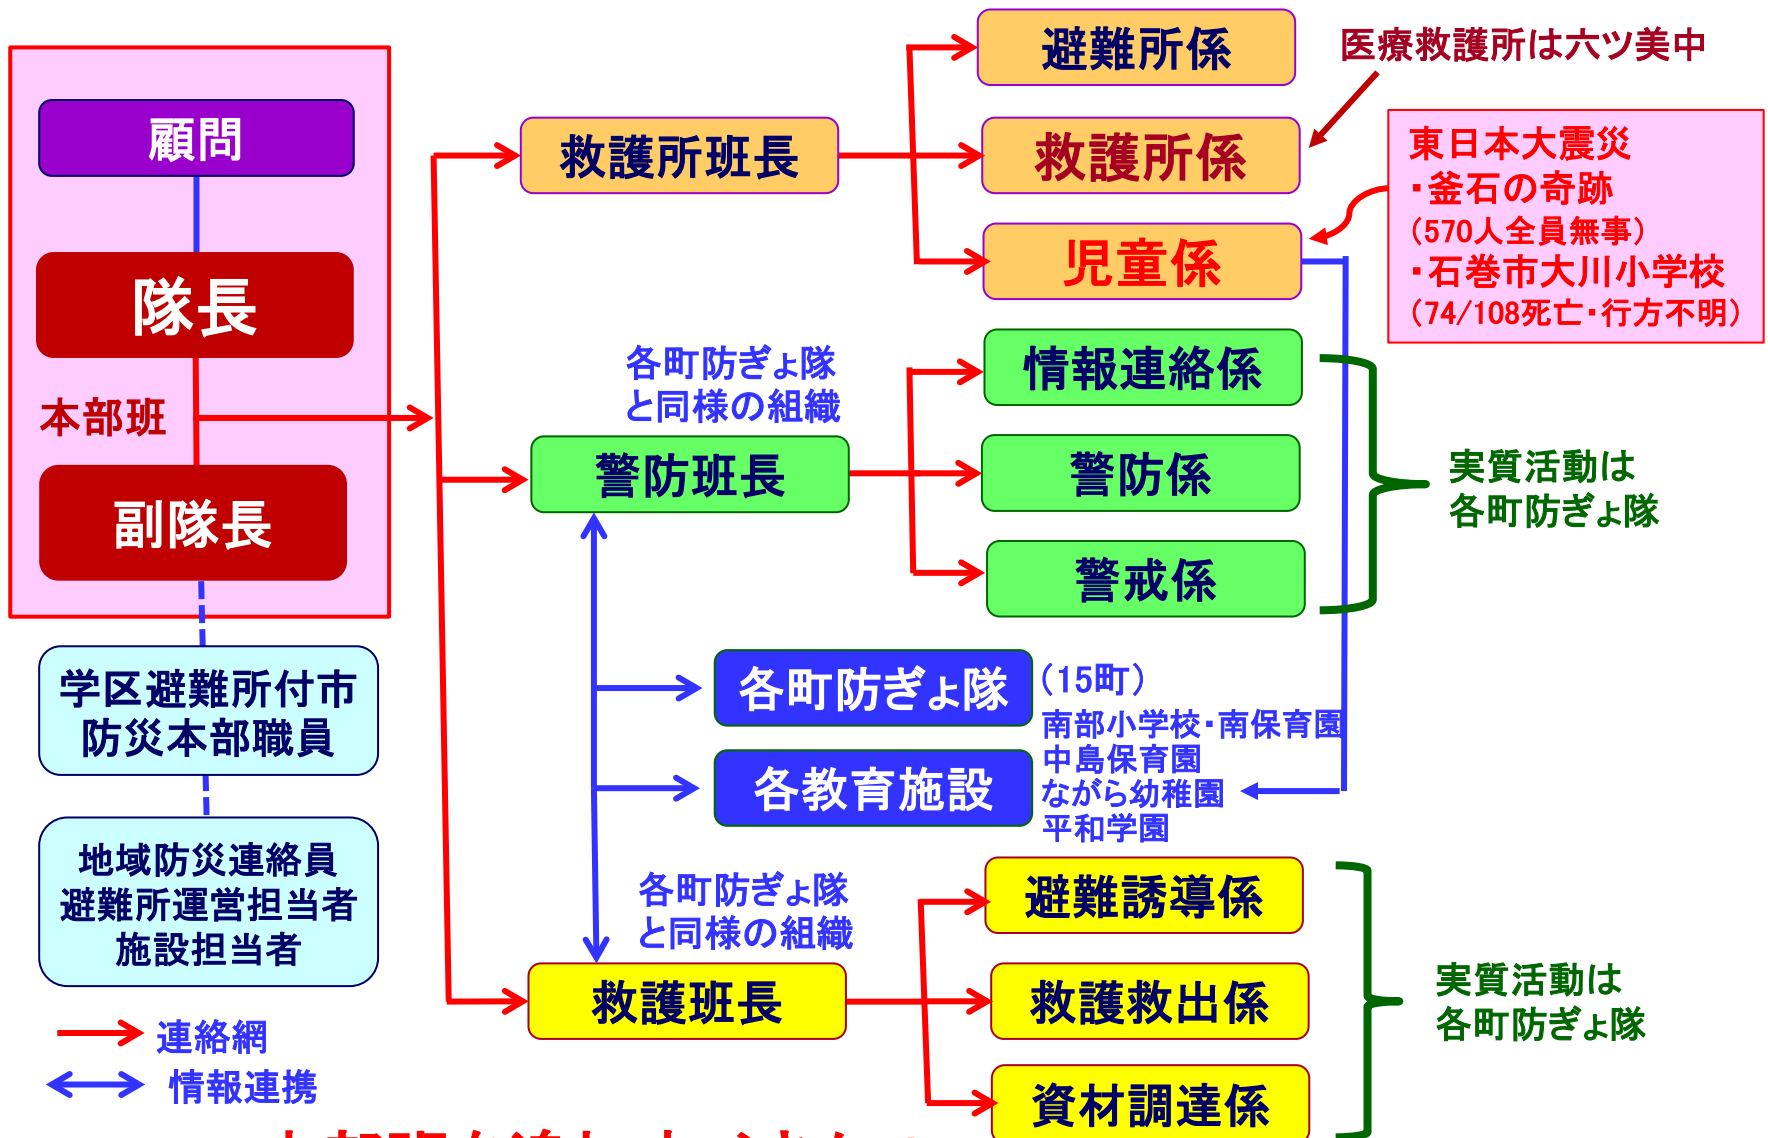 顧問
隊長
本部班
副隊長
学区避難所付市
防災本部職員
地域防災連絡員
避難所運営担当者
施設担当者
連絡網
情報連携
救護所班長
各町防ぎょ隊
と同様の組織
警防班長
各町防ぎょ隊
(15町)
各教育施設
南部小学校・南保育園
中島保育園
ながら幼稚園
平和学園
各町防ぎょ隊
と同様の組織
救護班長
避難所係
救護所係
児童係
情報連絡係
警防係
警戒係
避難誘導係
救護救出係
資材調達係
医療救護所は六ツ美中
東日本大震災
・釜石の奇跡
(570人全員無事)
・石巻市大川小学校
(74/108死亡・行方不明)
実質活動は
各町防ぎょ隊
実質活動は
各町防ぎょ隊